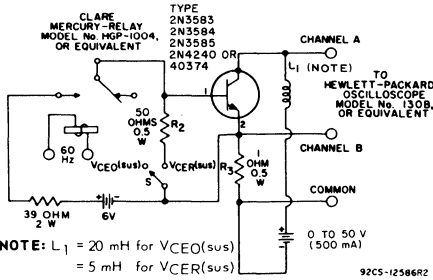 CLARE
MERCURY-RELAY
MODEL No. HGP-1004,
OR EQUIVALENT
TYPE
2N3583
2N3584
2N3585
2N4240 OR
40374
CHANNEL A
L1 (NOTE)
TO
HEWLETT-PACKARD
OSCILLOSCOPE
MODEL No. 130B,
OR EQUIVALENT
1
2
50
OHMS
0.5
W
R2
60
Hz
VCEO(sus)
VCER(sus)
S
CHANNEL B
R3
1
OHM
0.5
W
COMMON
39 OHM
2 W
+
-
6V
+
-
0 TO 50 V
(500 mA)
NOTE: L1 = 20 mH for VCEO(sus)
= 5 mH for VCER(sus)
92CS-12586R2